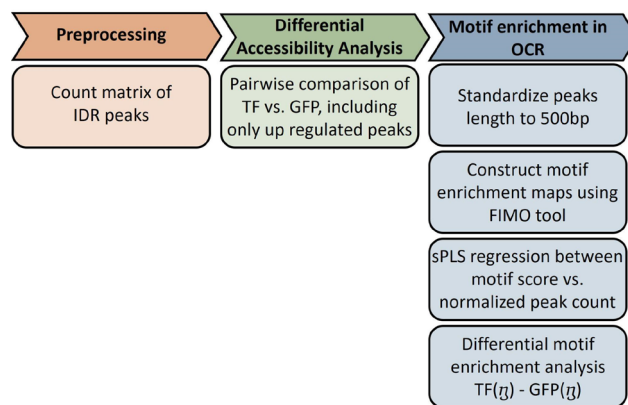 Preprocessing
Count matrix of
IDR peaks
Differential
Accessibility Analysis
Pairwise comparison of
TF vs. GFP, including
only up regulated peaks
Motif enrichment in
OCR
Standardize peaks
length to 500bp
Construct motif
enrichment maps using
FIMO tool
sPLS regression between
motif score vs.
normalized peak count
Differential motif
enrichment analysis
TF(η) - GFP(η)